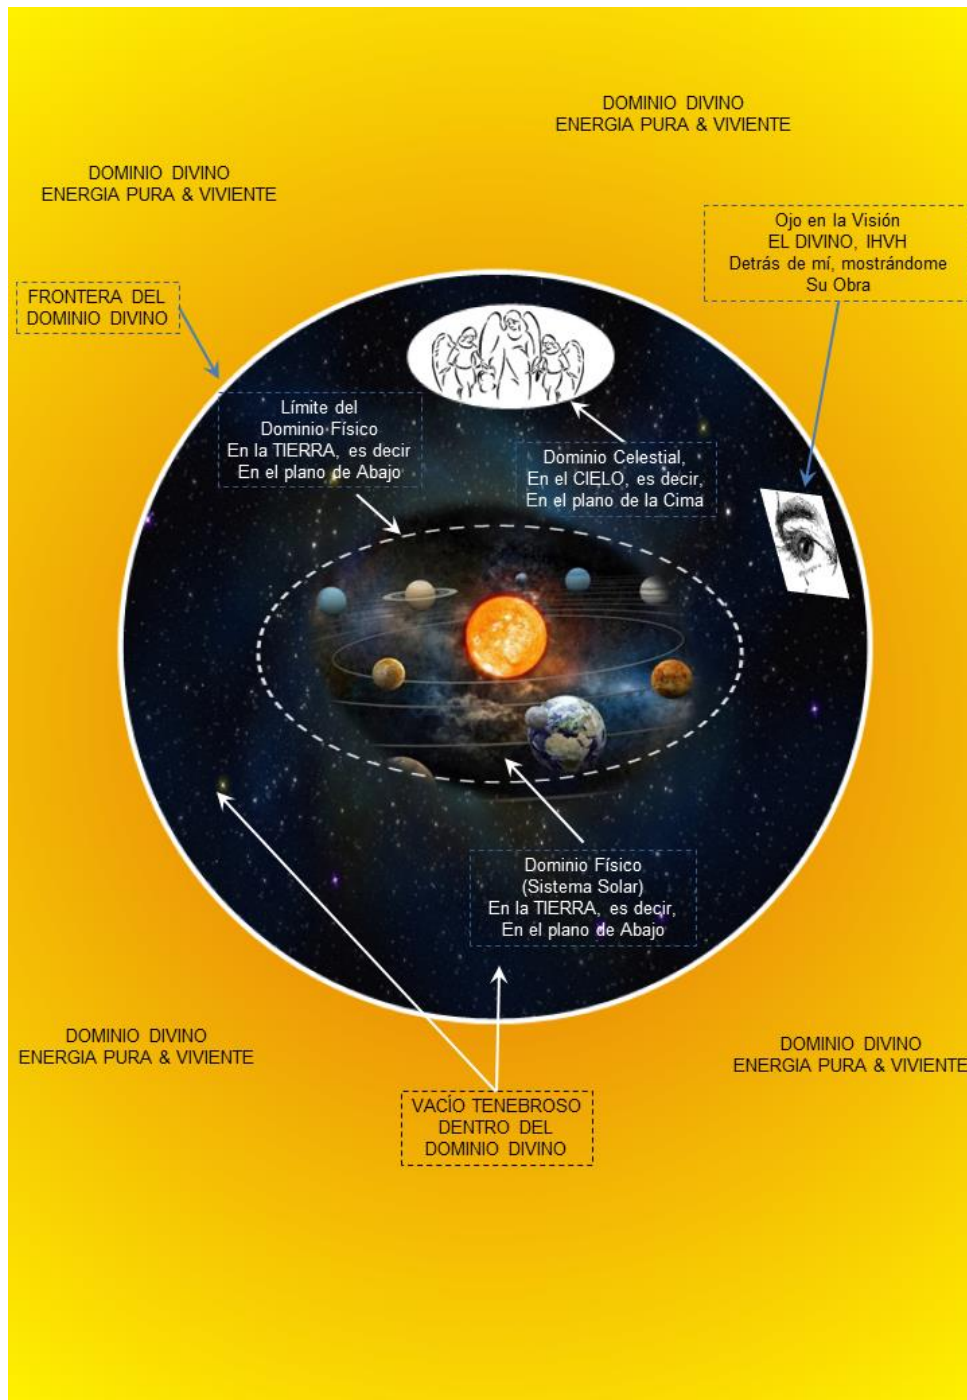 DOMINIO DIVINO
ENERGIA PURA & VIVIENTE
DOMINIO DIVINO
ENERGIA PURA & VIVIENTE
Ojo en la Visión
EL DIVINO, IHVH
Detrás de mí, mostrándome
Su Obra
FRONTERA DEL
DOMINIO DIVINO
Límite del
Dominio Físico
En la TIERRA, es decir
En el plano de Abajo
Dominio Celestial,
En el CIELO, es decir,
En el plano de la Cima
Dominio Físico
(Sistema Solar)
En la TIERRA, es decir,
En el plano de Abajo
DOMINIO DIVINO
ENERGIA PURA & VIVIENTE
DOMINIO DIVINO
ENERGIA PURA & VIVIENTE
VACÍO TENEBROSO
DENTRO DEL
DOMINIO DIVINO